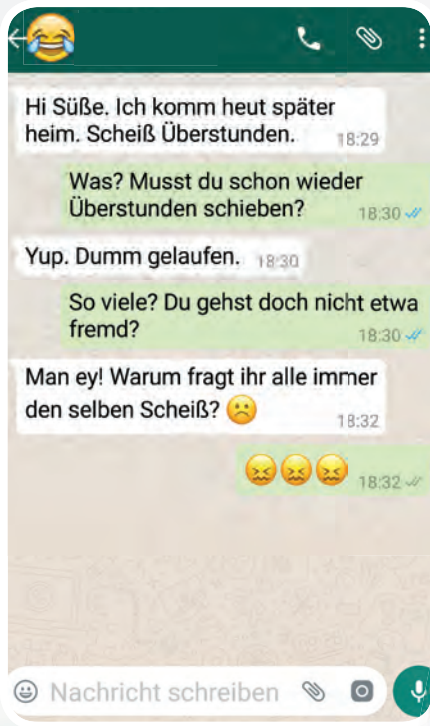 Hi Süße. Ich komm heut später
heim. Scheiß Überstunden. 18:29
Was? Musst du schon wieder
Überstunden schieben? 18:30
Yup. Dumm gelaufen. 18:30
So viele? Du gehst doch nicht etwa
fremd? 18:30
Man ey! Warum fragt ihr alle immer
den selben Scheiß? ☹️ 18:32
😖😖😖 18:32
Nachricht schreiben